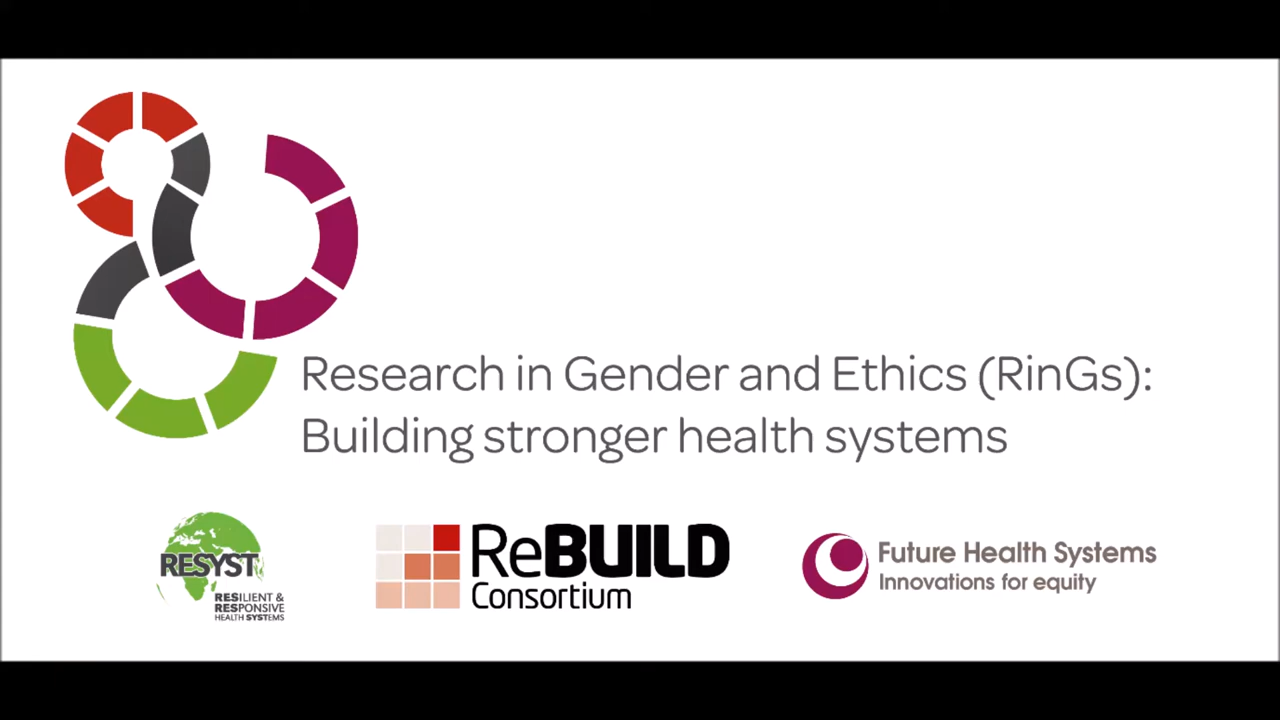 Research in Gender and Ethics (RinGs):
Building stronger health systems
RESYST
RESILIENT &
RESPONSIVE
HEALTH SYSTEMS
ReBUILD
Consortium
Future Health Systems
Innovations for equity